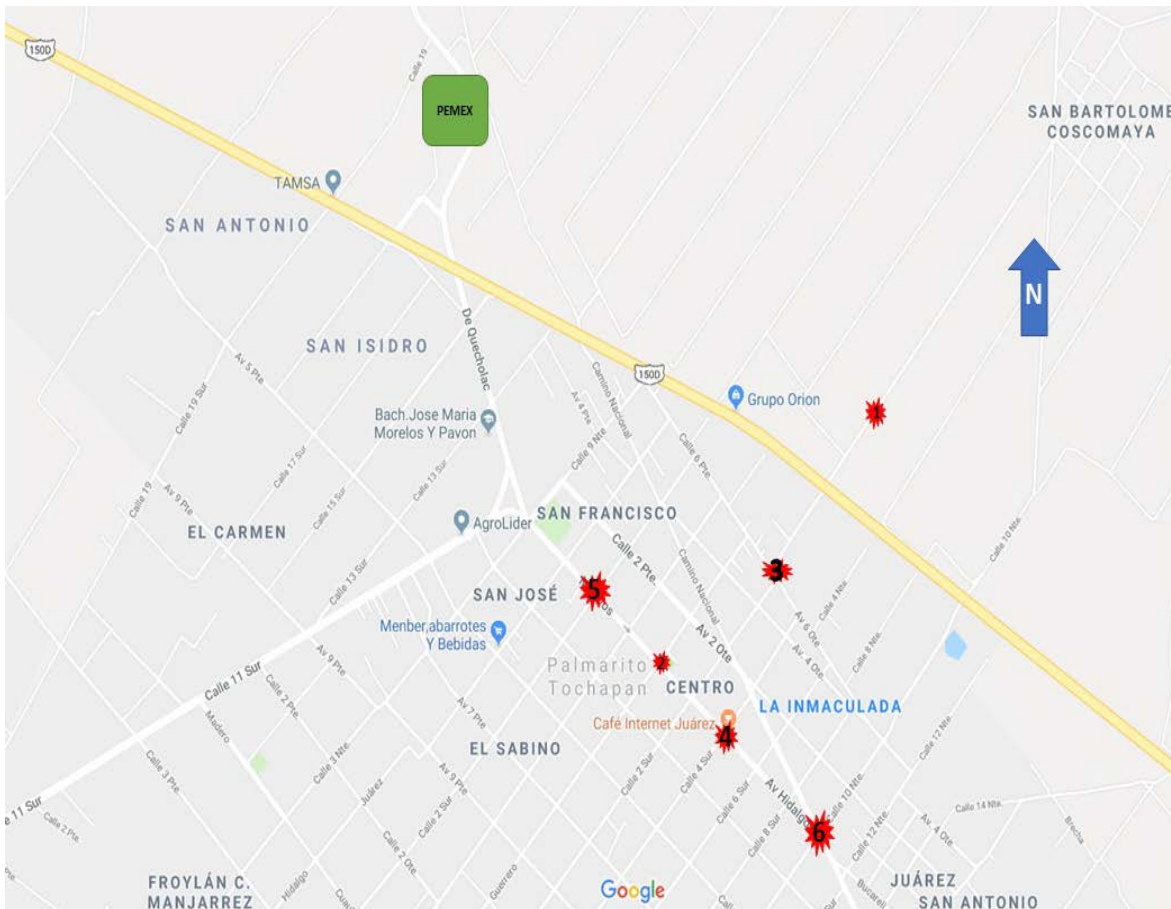 150D
Calle 19
PEMEX
SAN BARTOLOME
COSCOMAYA
TAMSA
SAN ANTONIO
N
De Quecholac
SAN ISIDRO
Av 5 Pte.
Camino Nacional
150D
Av 4 Pte
Grupo Orion
1
Calle 19 Sur
Bach.Jose Maria
Morelos Y Pavon
Calle 9 Nte
Calle 6 Pte.
Calle 17 Sur
Calle 13 Sur
Av 9 Pte
Calle 15 Sur
Calle 19
AgroLider
SAN FRANCISCO
Calle 10 Nte.
EL CARMEN
Calle 2 Pte.
Camino Nacional
3
Calle 13 Sur
SAN JOSÉ
5
Calle 4 Nte
Av 6 Ote
Menber,abarrotes
Y Bebidas
Av 2 Ote
Av. 4 Ote.
Calle 8 Nte.
Av 9 Pte
Palmarito
Tochapan
2
CENTRO
Calle 11 Sur
Calle 2 Pte.
LA INMACULADA
Madero
Av 7 Pte
Café Internet Juárez
4
Calle 12 Nte
EL SABINO
Calle 3 Nte.
Calle 3 Pte.
Juárez
Av 9 Pte
Calle 2 Sur
Calle 4 Sur
Calle 6 Sur
Av Hidalgo
Calle 10 Nte.
Calle 2 Sur
Calle 8 Sur
6
Calle 12 Nte.
Av. 4 Ote
Calle 14 Nte.
Brecha
e 11 Sur
Calle 2 Pte.
Calle 2 Ote
Guerrero
Hidalgo
FROYLÁN C.
MANJARREZ
Google
JUÁREZ
SAN ANTONIO